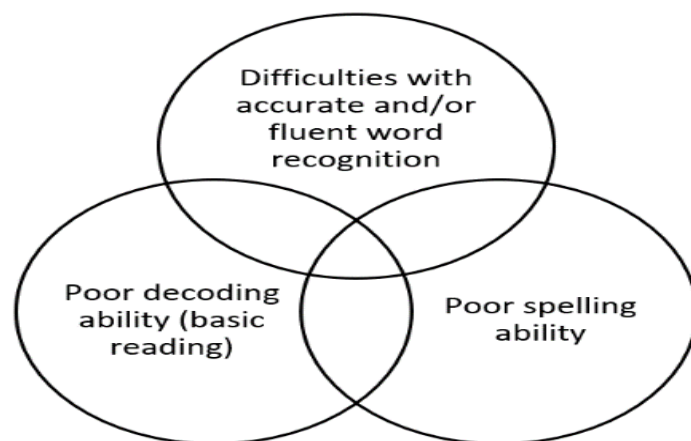 Difficulties with
accurate and/or
fluent word
recognition
Poor decoding
ability (basic
reading)
Poor spelling
ability